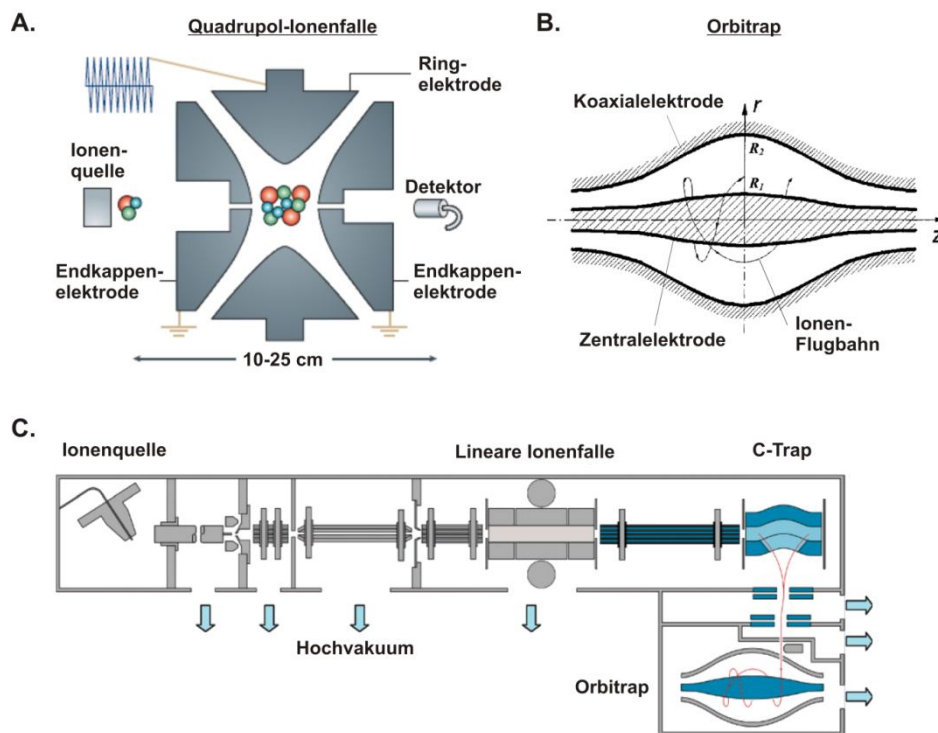 A.
Quadrupol-Ionenfalle
Ring-
elektrode
Ionen-
quelle
Detektor
Endkappen-
elektrode
Endkappen-
elektrode
10-25 cm
B.
Orbitrap
Koaxialelektrode
r
R₂
R₁
z
Zentralelektrode
Ionen-
Flugbahn
C.
Ionenquelle
Lineare Ionenfalle
C-Trap
Hochvakuum
Orbitrap